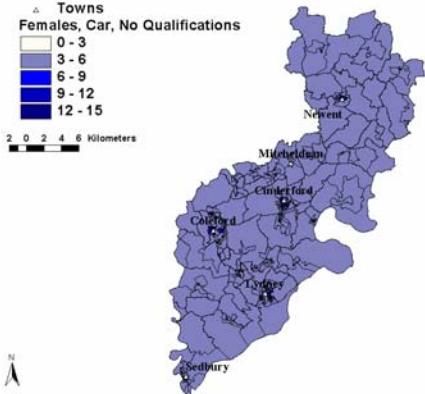 Towns
Females, Car, No Qualifications
0 - 3
3 - 6
6 - 9
9 - 12
12 - 15
2 0 2 4 6 Kilometers
Newent
Mitcheldean
Cinderford
Coleford
Lydney
Sedbury
N